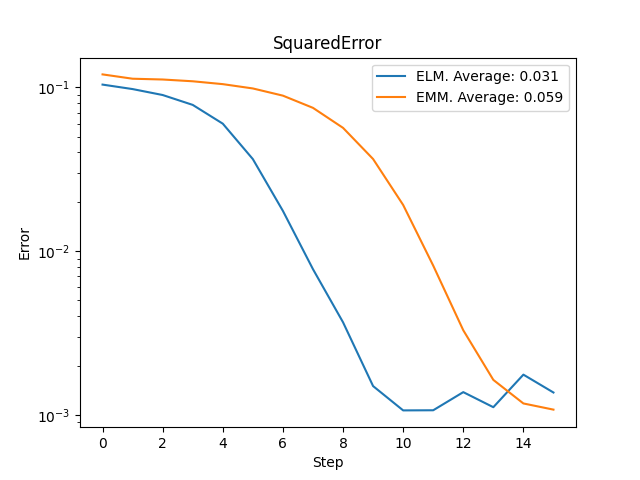 SquaredError
ELM. Average: 0.031
EMM. Average: 0.059
Error
10⁻¹
10⁻²
10⁻³
0 2 4 6 8 10 12 14
Step